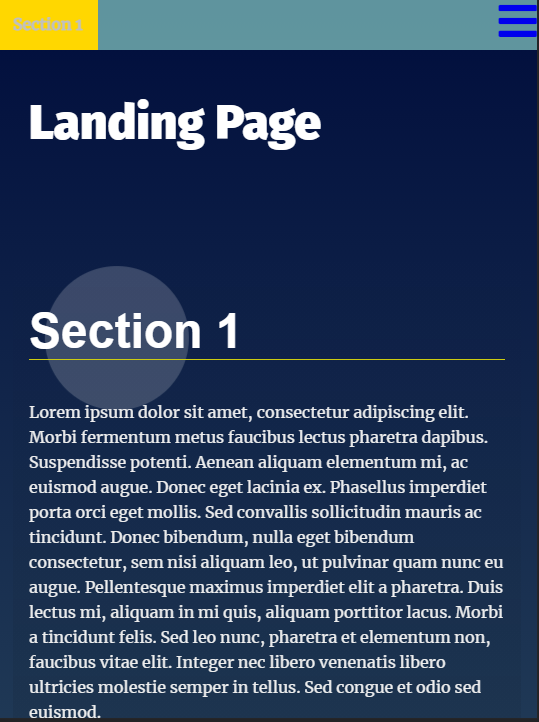 Section 1
Landing Page
Section 1
Lorem ipsum dolor sit amet, consectetur adipiscing elit.
Morbi fermentum metus faucibus lectus pharetra dapibus.
Suspendisse potenti. Aenean aliquam elementum mi, ac
euismod augue. Donec eget lacinia ex. Phasellus imperdiet
porta orci eget mollis. Sed convallis sollicitudin mauris ac
tincidunt. Donec bibendum, nulla eget bibendum
consectetur, sem nisi aliquam leo, ut pulvinar quam nunc eu
augue. Pellentesque maximus imperdiet elit a pharetra. Duis
lectus mi, aliquam in mi quis, aliquam porttitor lacus. Morbi
a tincidunt felis. Sed leo nunc, pharetra et elementum non,
faucibus vitae elit. Integer nec libero venenatis libero
ultricies molestie semper in tellus. Sed congue et odio sed
euismod.